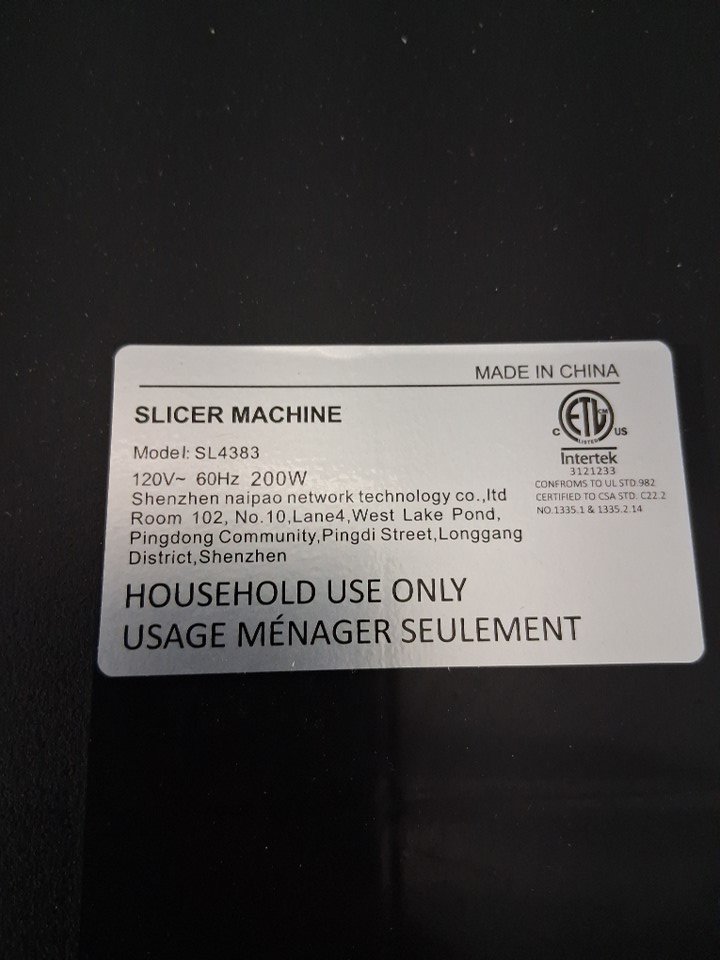 MADE IN CHINA
SLICER MACHINE
Model: SL4383
120V~ 60Hz 200W
Shenzhen naipao network technology co.,ltd
Room 102, No.10,Lane4,West Lake Pond,
Pingdong Community,Pingdi Street,Longgang
District,Shenzhen
C ETL CM US
LISTED
Intertek
3121233
CONFROMS TO UL STD.982
CERTIFIED TO CSA STD. C22.2
NO.1335.1 & 1335.2.14
HOUSEHOLD USE ONLY
USAGE MÉNAGER SEULEMENT